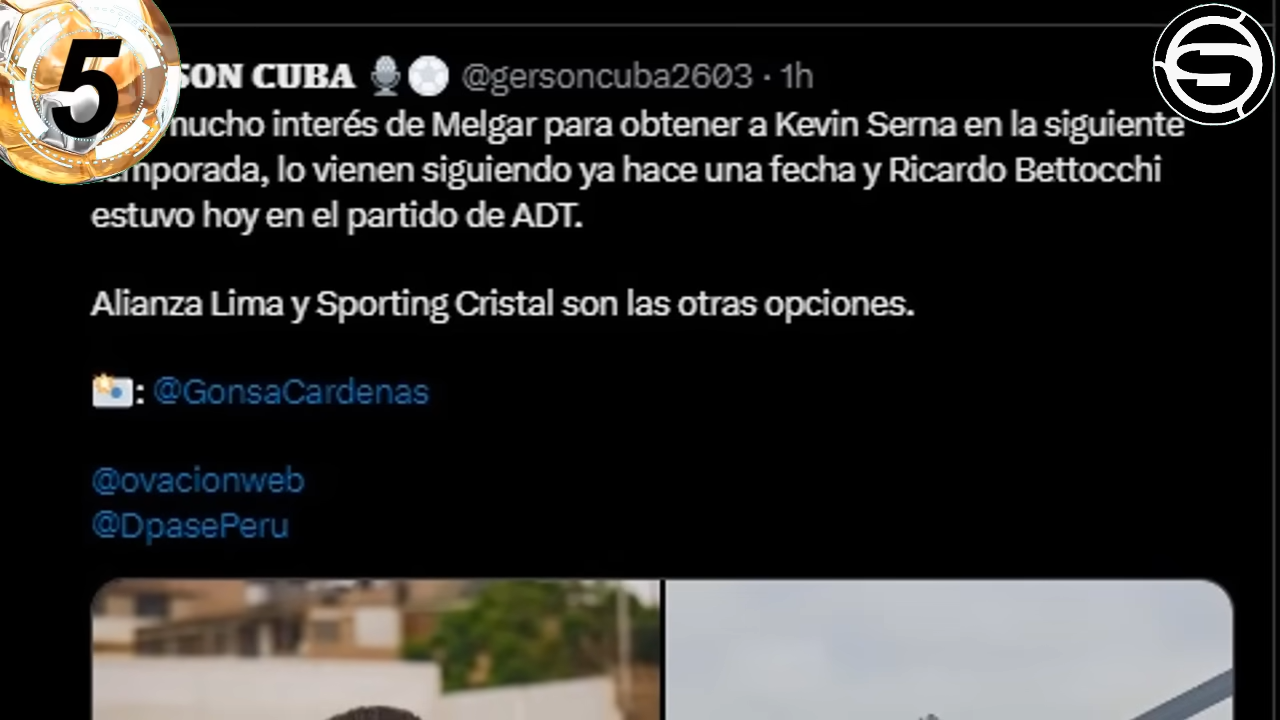 5
SON CUBA @gersoncuba2603 · 1h
mucho interés de Melgar para obtener a Kevin Serna en la siguiente
temporada, lo vienen siguiendo ya hace una fecha y Ricardo Bettocchi
estuvo hoy en el partido de ADT.
Alianza Lima y Sporting Cristal son las otras opciones.
: @GonsaCardenas
@ovacionweb
@DpasePeru